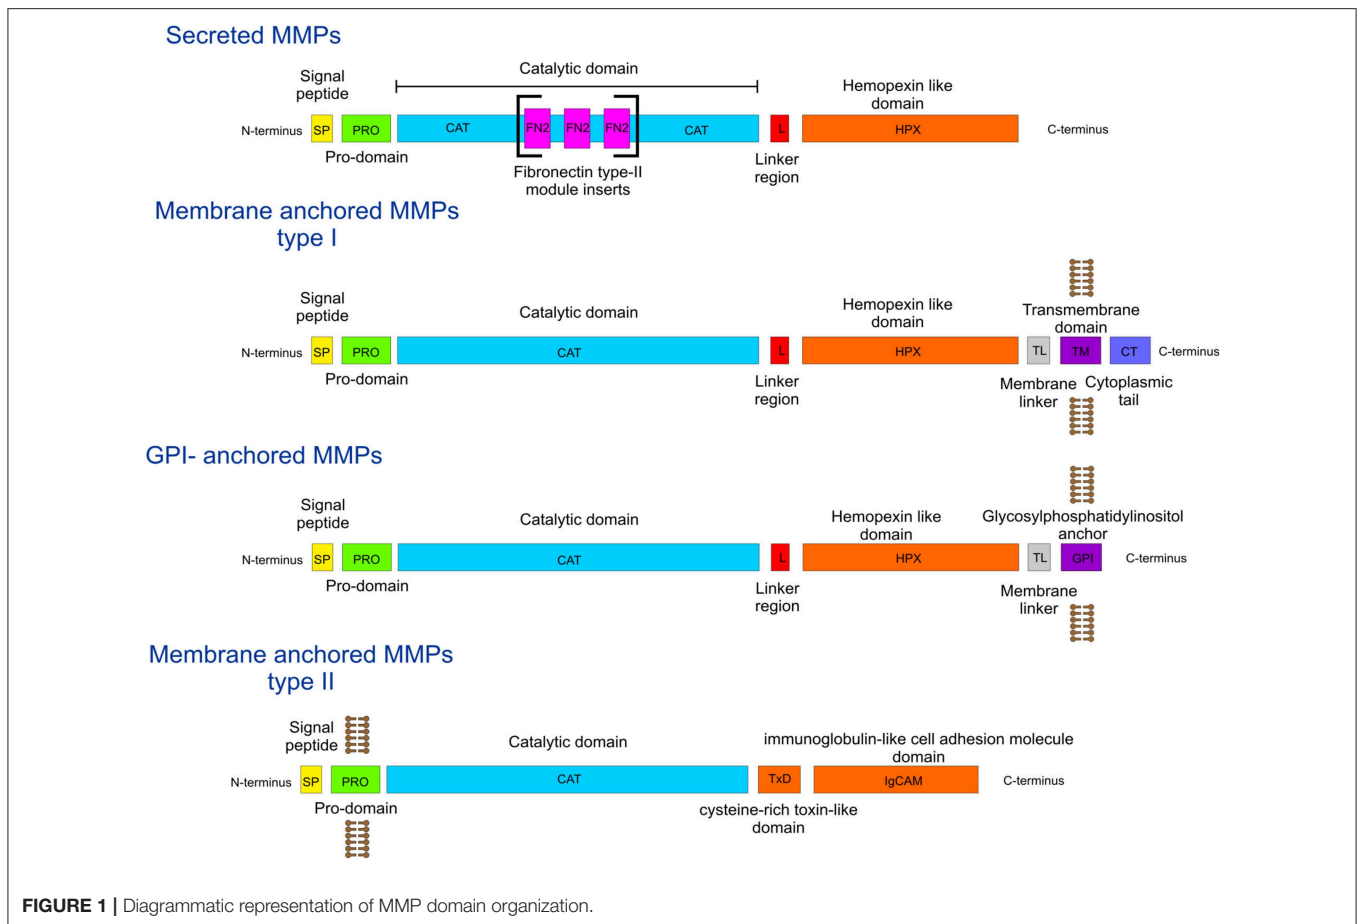 Secreted MMPs
Signal
peptide
Catalytic domain
Hemopexin like
domain
N-terminus SP PRO CAT FN2 FN2 FN2 CAT L HPX C-terminus
Pro-domain
Fibronectin type-II
module inserts
Linker
region
Membrane anchored MMPs
type I
Signal
peptide
Catalytic domain
Hemopexin like
domain
Transmembrane
domain
N-terminus SP PRO CAT L HPX TL TM CT C-terminus
Pro-domain
Linker
region
Membrane
linker
Cytoplasmic
tail
GPI- anchored MMPs
Signal
peptide
Catalytic domain
Hemopexin like
domain
Glycosylphosphatidylinositol
anchor
N-terminus SP PRO CAT L HPX TL GPI C-terminus
Pro-domain
Linker
region
Membrane
linker
Membrane anchored MMPs
type II
Signal
peptide
Catalytic domain
immunoglobulin-like cell adhesion molecule
domain
N-terminus SP PRO CAT TxD IgCAM C-terminus
Pro-domain
cysteine-rich toxin-like
domain
FIGURE 1 | Diagrammatic representation of MMP domain organization.